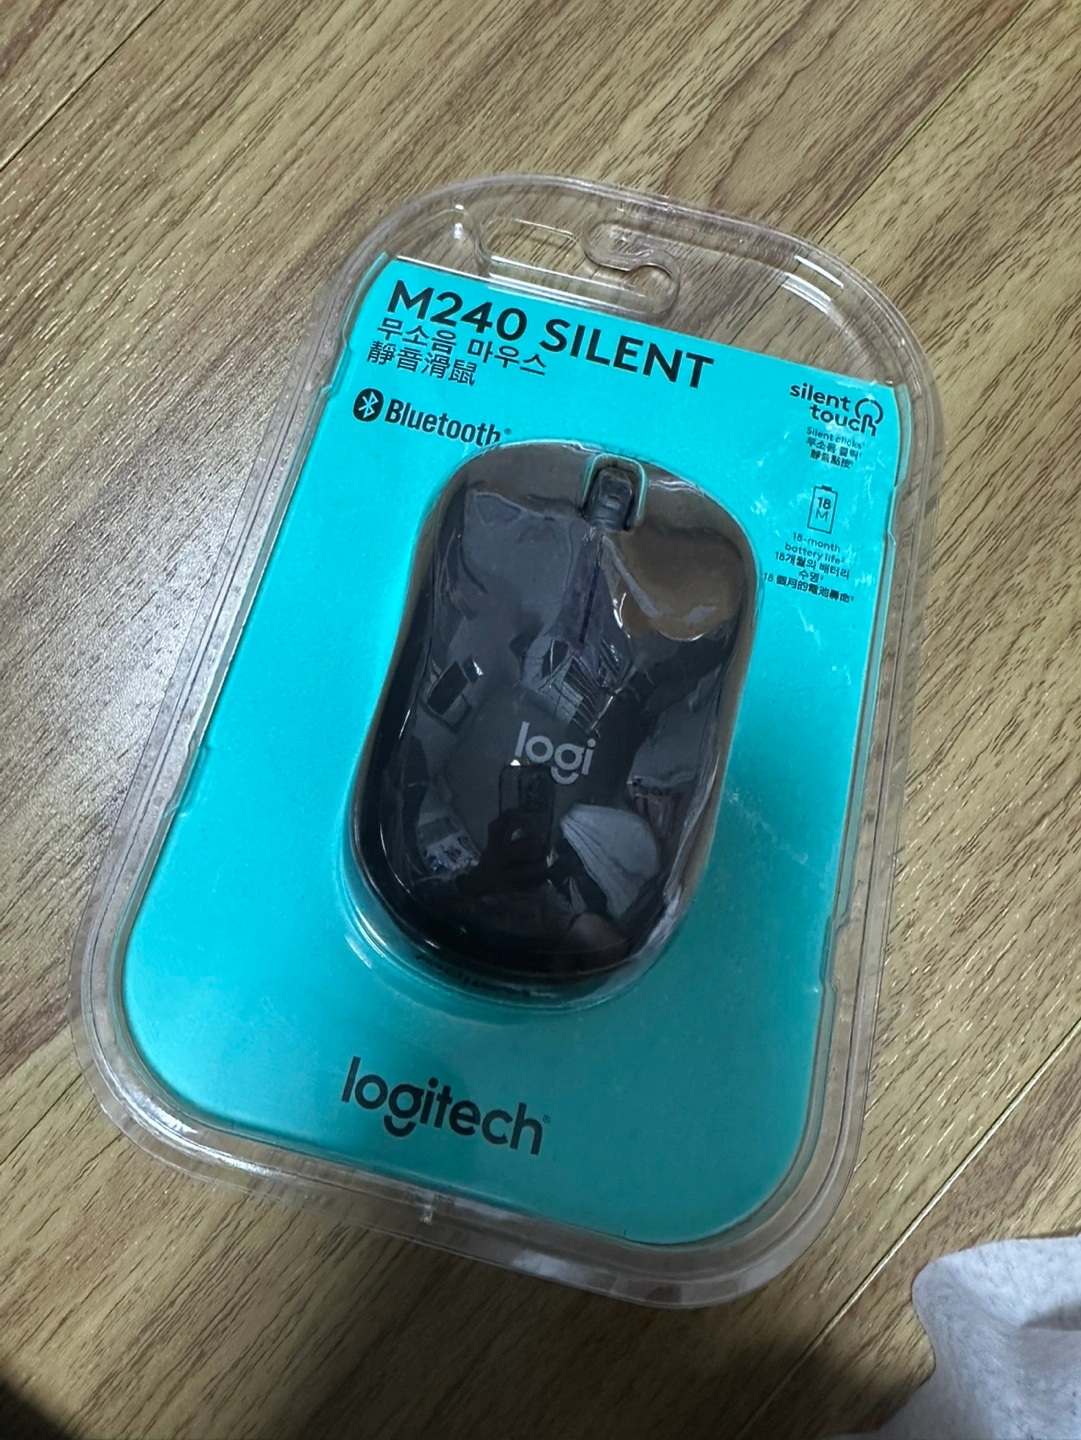 M240 SILENT
무소음 마우스
靜音滑鼠
Bluetooth®
silent touch
Silent clicks
무소음 클릭
靜音點按
18
M
18-month
battery life
18개월의 배터리
수명
18 個月的電池壽命
logi
logitech®